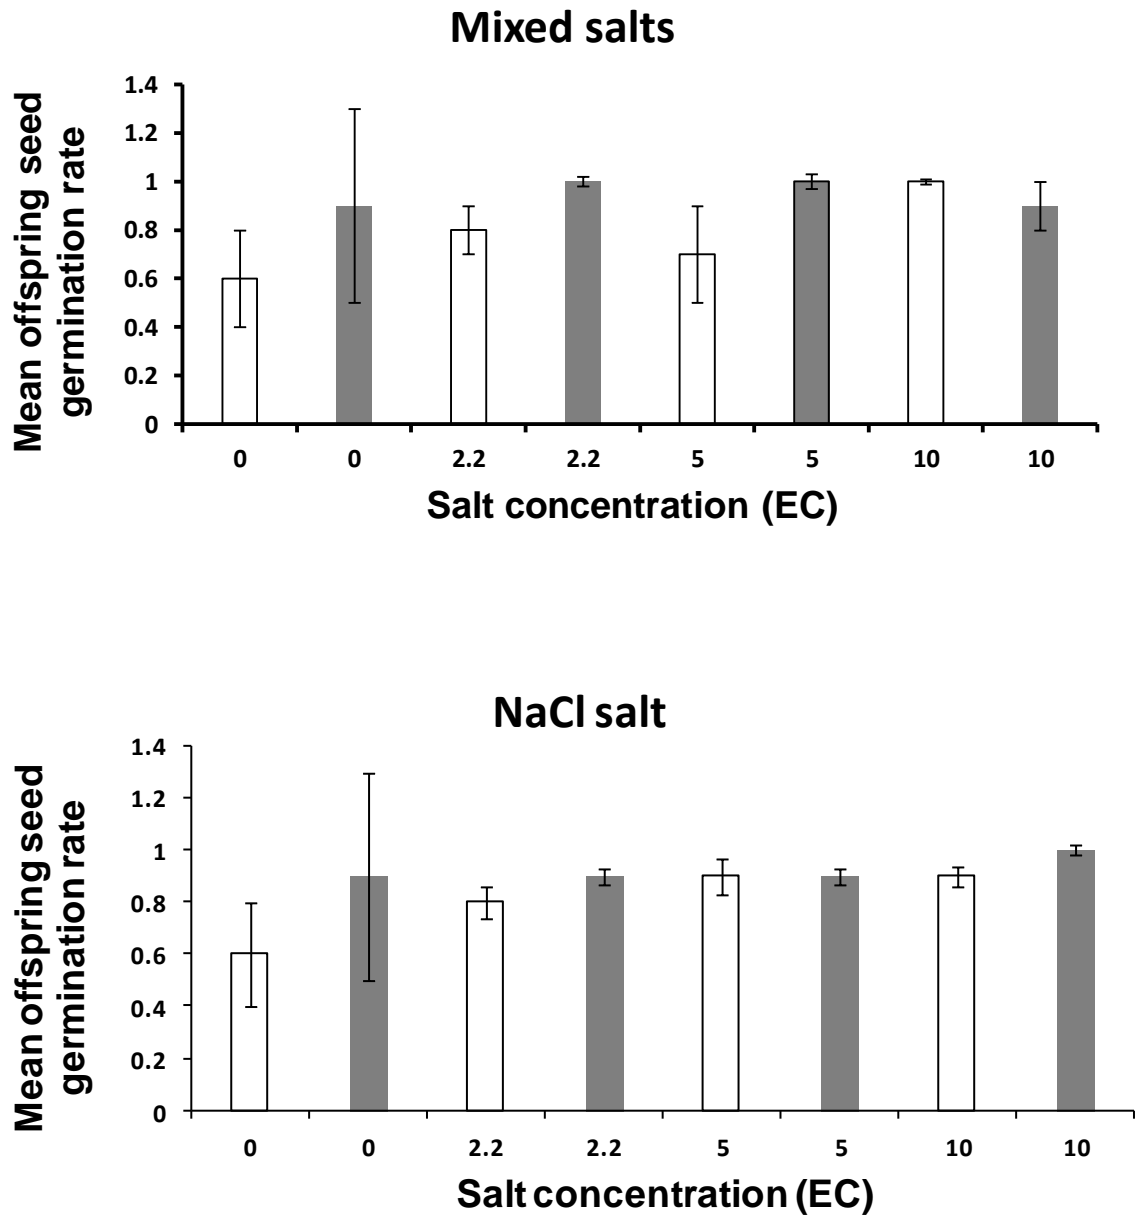 Mixed salts
Mean offspring seed
germination rate
1.4
1.2
1
0.8
0.6
0.4
0.2
0
0 0 2.2 2.2 5 5 10 10
Salt concentration (EC)
NaCl salt
Mean offspring seed
germination rate
1.4
1.2
1
0.8
0.6
0.4
0.2
0
0 0 2.2 2.2 5 5 10 10
Salt concentration (EC)